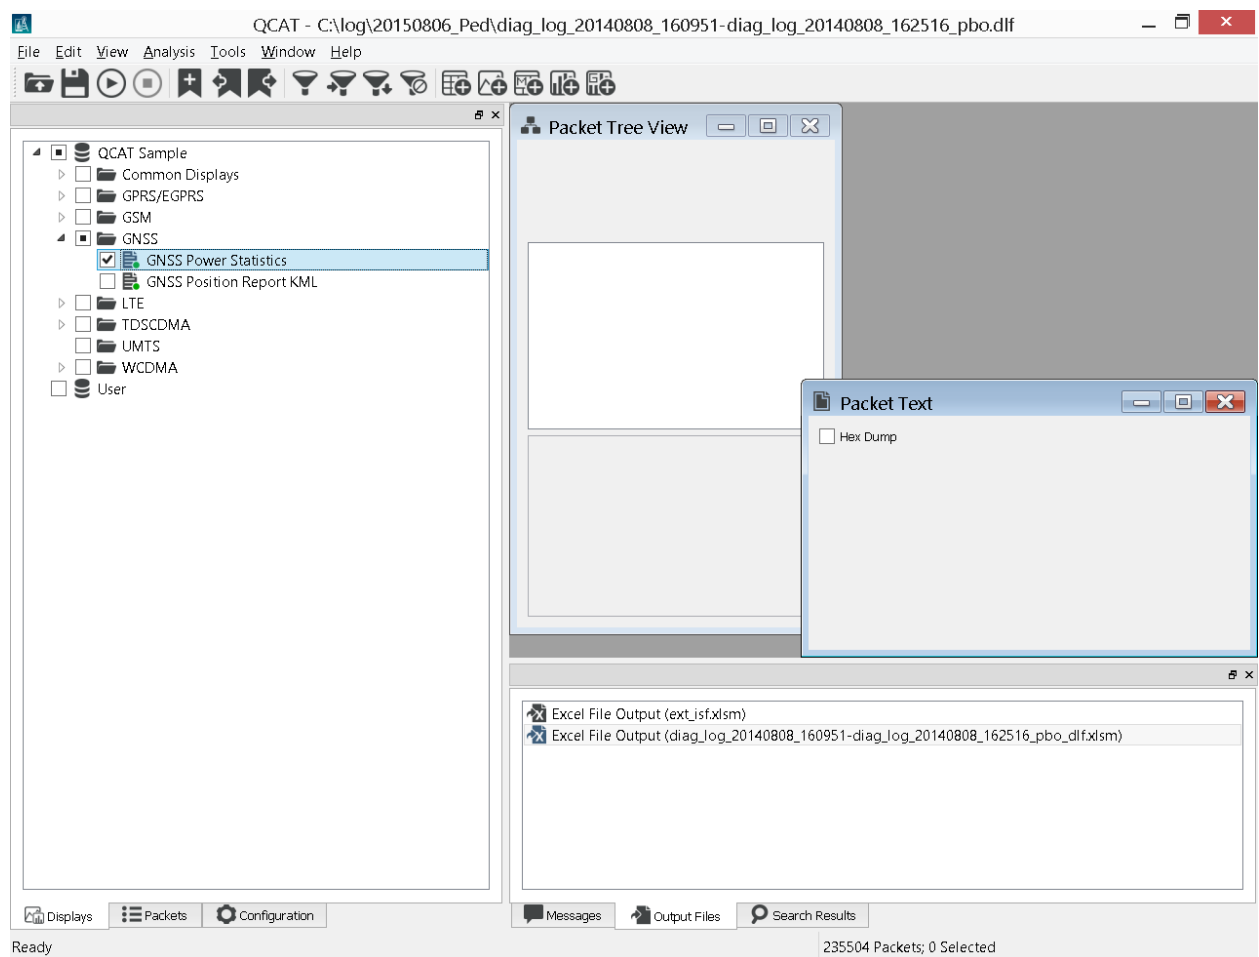 QCAT - C:\log\20150806_Ped\diag_log_20140808_160951-diag_log_20140808_162516_pbo.dlf
File Edit View Analysis Tools Window Help
QCAT Sample
Common Displays
GPRS/EGPRS
GSM
GNSS
GNSS Power Statistics
GNSS Position Report KML
LTE
TDSCDMA
UMTS
WCDMA
User
Packet Tree View
Packet Text
Hex Dump
Excel File Output (ext_isf.xlsm)
Excel File Output (diag_log_20140808_160951-diag_log_20140808_162516_pbo_dlf.xlsm)
Displays Packets Configuration
Messages Output Files Search Results
Ready
235504 Packets; 0 Selected